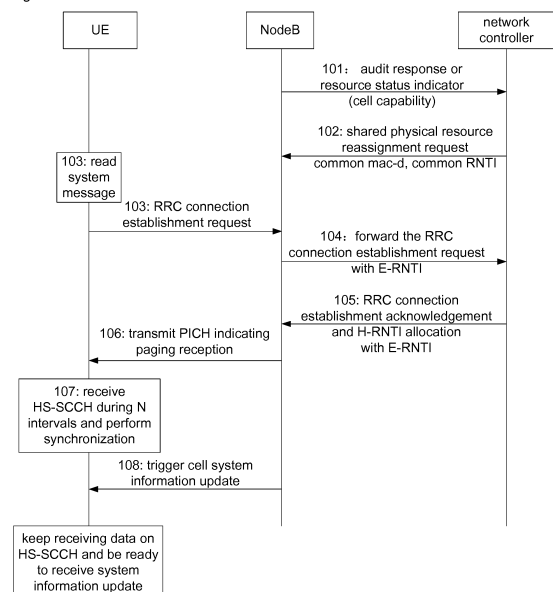 UE
NodeB
network
controller
101: audit response or
resource status indicator
(cell capability)
102: shared physical resource
reassignment request
common mac-d, common RNTI
103: read
system
message
103: RRC connection
establishment request
104: forward the RRC
connection establishment request
with E-RNTI
105: RRC connection
establishment acknowledgement
and H-RNTI allocation
with E-RNTI
106: transmit PICH indicating
paging reception
107: receive
HS-SCCH during N
intervals and perform
synchronization
108: trigger cell system
information update
keep receiving data on
HS-SCCH and be ready
to receive system
information update